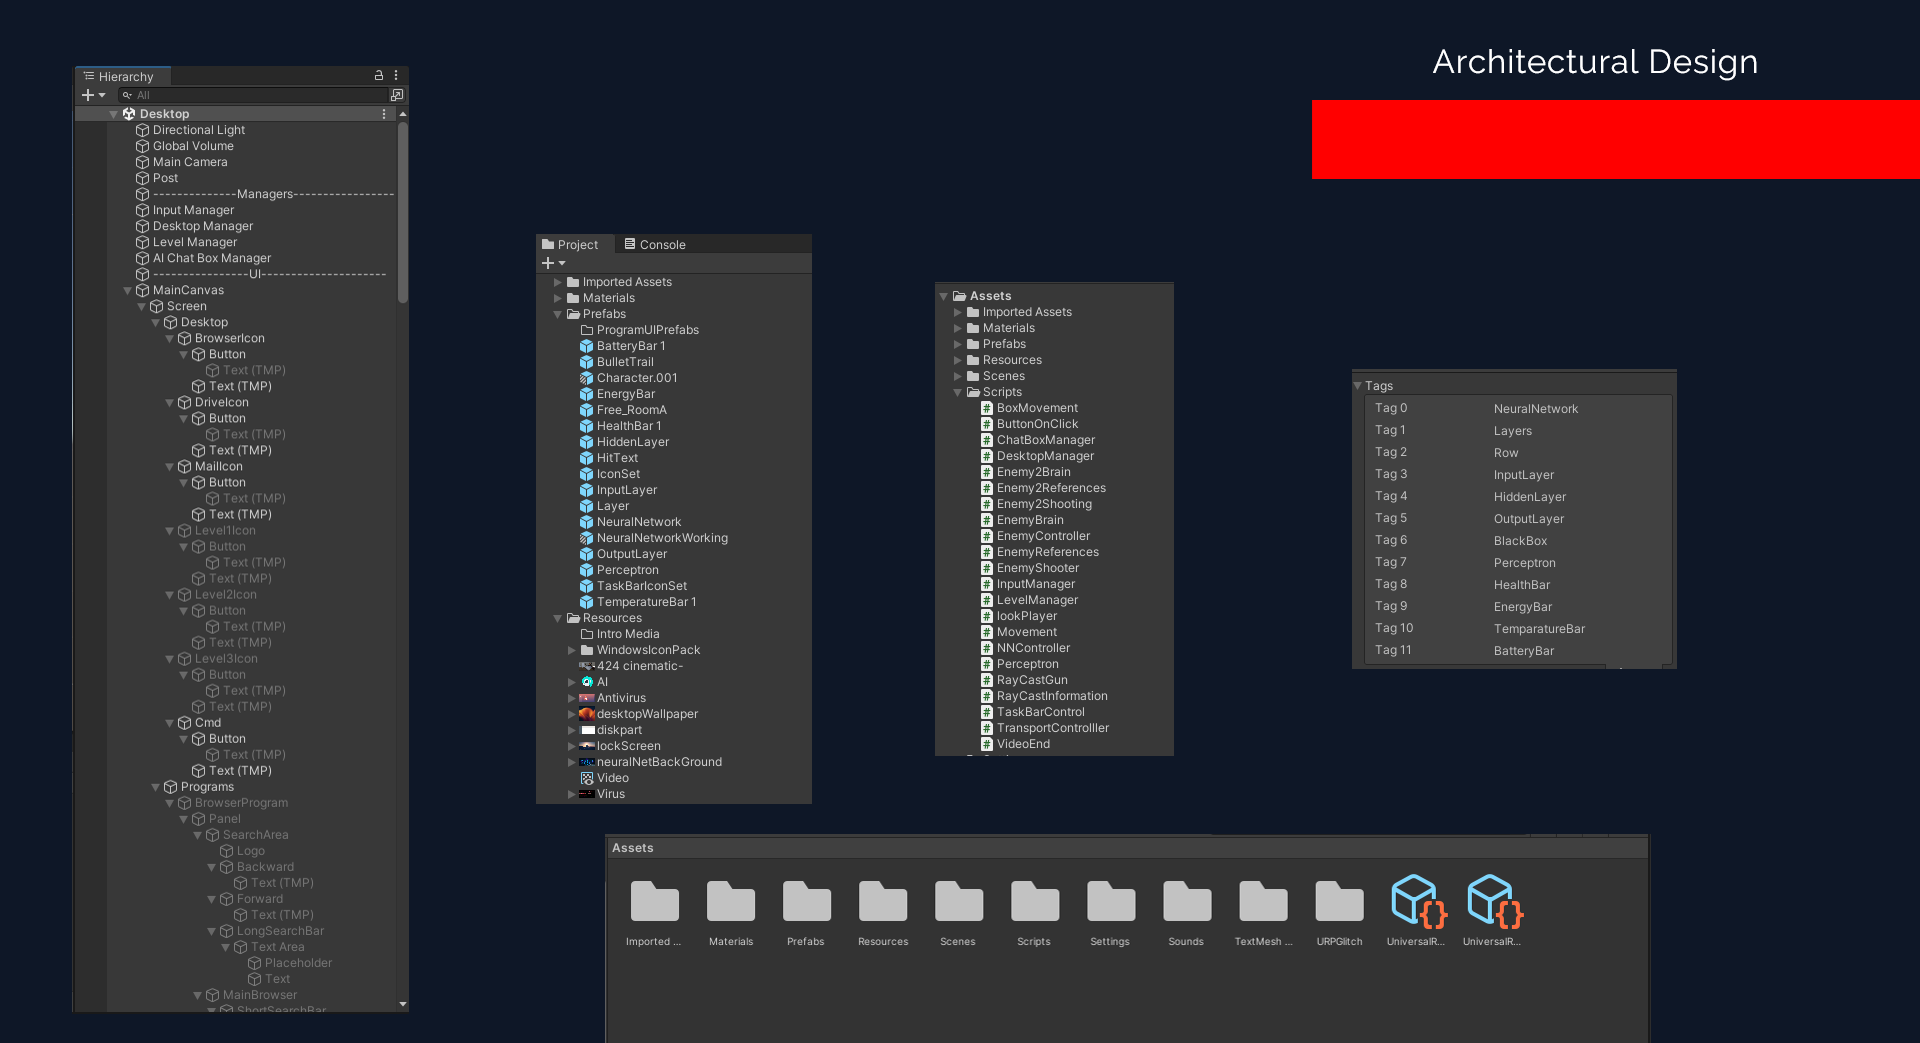 Architectural Design
Hierarchy
All
Desktop
Directional Light
Global Volume
Main Camera
Post
--------------Managers-----------------
Input Manager
Desktop Manager
Level Manager
AI Chat Box Manager
----------------UI---------------------
MainCanvas
Screen
Desktop
BrowserIcon
Button
Text (TMP)
Text (TMP)
DriveIcon
Button
Text (TMP)
Text (TMP)
MailIcon
Button
Text (TMP)
Text (TMP)
Level1Icon
Button
Text (TMP)
Text (TMP)
Level2Icon
Button
Text (TMP)
Text (TMP)
Level3Icon
Button
Text (TMP)
Text (TMP)
Cmd
Button
Text (TMP)
Text (TMP)
Programs
BrowserProgram
Panel
SearchArea
Logo
Backward
Text (TMP)
Forward
Text (TMP)
LongSearchBar
Text Area
Placeholder
Text
MainBrowser
ShortSearchBar
Project
Console
Imported Assets
Materials
Prefabs
ProgramUIPrefabs
BatteryBar 1
BulletTrail
Character.001
EnergyBar
Free_RoomA
HealthBar 1
HiddenLayer
HitText
IconSet
InputLayer
Layer
NeuralNetwork
NeuralNetworkWorking
OutputLayer
Perceptron
TaskBarIconSet
TemperatureBar 1
Resources
Intro Media
WindowsIconPack
424 cinematic-
AI
Antivirus
desktopWallpaper
diskpart
lockScreen
neuralNetBackGround
Video
Virus
Assets
Imported Assets
Materials
Prefabs
Resources
Scenes
Scripts
BoxMovement
ButtonOnClick
ChatBoxManager
DesktopManager
Enemy2Brain
Enemy2References
Enemy2Shooting
EnemyBrain
EnemyController
EnemyReferences
EnemyShooter
InputManager
LevelManager
lookPlayer
Movement
NNController
Perceptron
RayCastGun
RayCastInformation
TaskBarControl
TransportControlller
VideoEnd
Tags
Tag 0 NeuralNetwork
Tag 1 Layers
Tag 2 Row
Tag 3 InputLayer
Tag 4 HiddenLayer
Tag 5 OutputLayer
Tag 6 BlackBox
Tag 7 Perceptron
Tag 8 HealthBar
Tag 9 EnergyBar
Tag 10 TemparatureBar
Tag 11 BatteryBar
Assets
Imported ... Materials Prefabs Resources Scenes Scripts Settings Sounds TextMesh ... URPGlitch UniversalR... UniversalR...